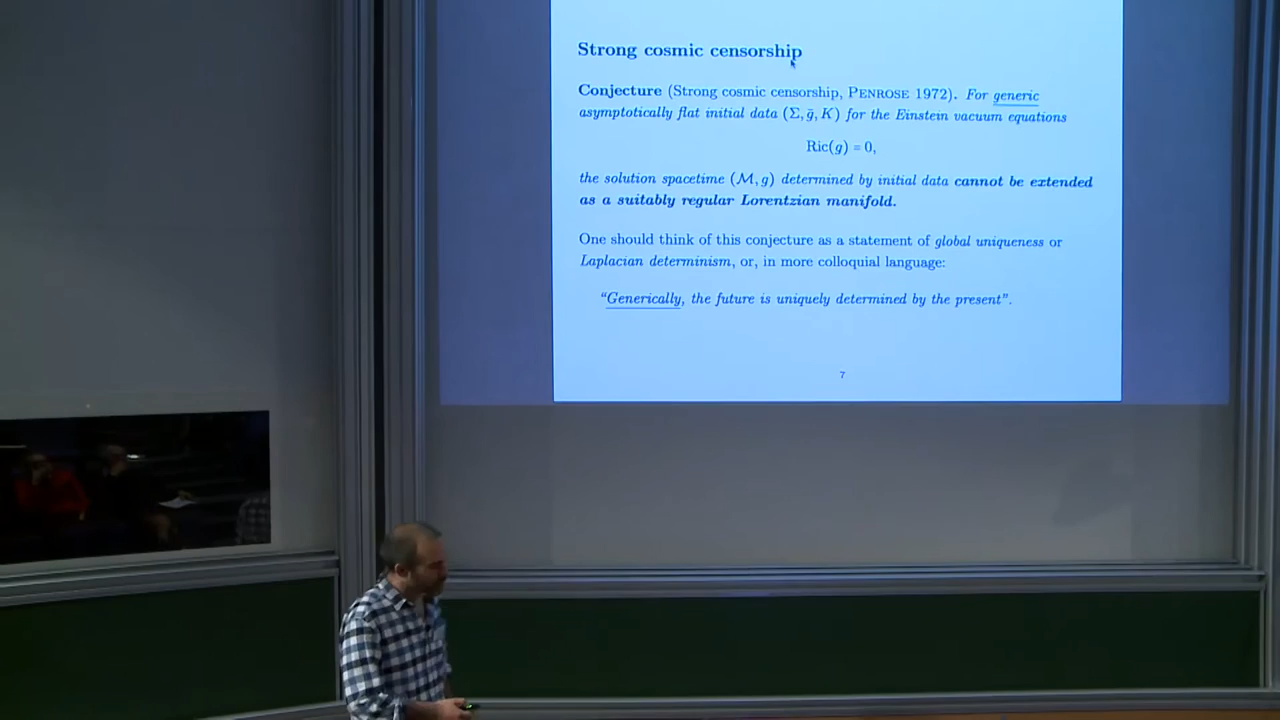 Strong cosmic censorship
Conjecture (Strong cosmic censorship, PENROSE 1972). For generic
asymptotically flat initial data (Σ, ḡ, K) for the Einstein vacuum equations
Ric(g) = 0,
the solution spacetime (ℳ, g) determined by initial data cannot be extended
as a suitably regular Lorentzian manifold.
One should think of this conjecture as a statement of global uniqueness or
Laplacian determinism, or, in more colloquial language:
“Generically, the future is uniquely determined by the present”.
7